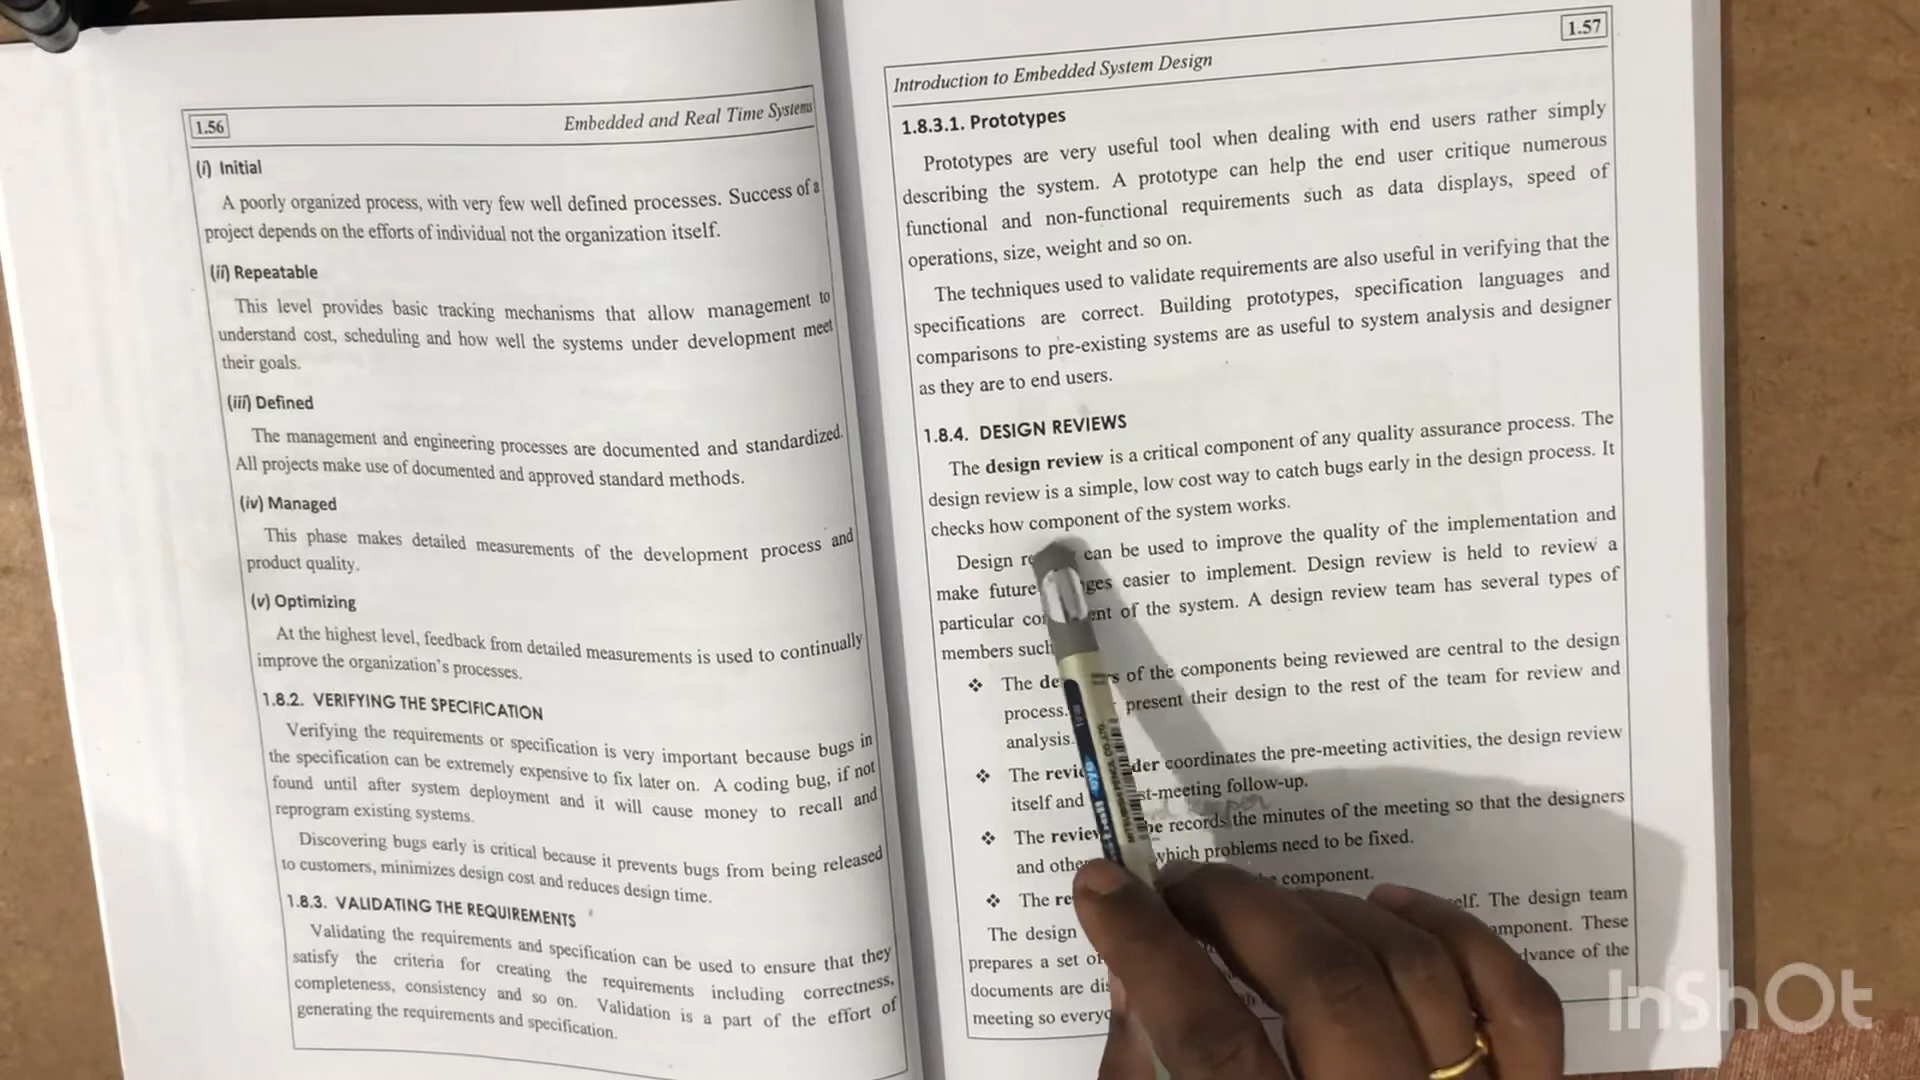 1.56
Embedded and Real Time Systems
(i) Initial
A poorly organized process, with very few well defined processes. Success of a
project depends on the efforts of individual not the organization itself.
(ii) Repeatable
This level provides basic tracking mechanisms that allow management to
understand cost, scheduling and how well the systems under development meet
their goals.
(iii) Defined
The management and engineering processes are documented and standardized.
All projects make use of documented and approved standard methods.
(iv) Managed
This phase makes detailed measurements of the development process and
product quality.
(v) Optimizing
At the highest level, feedback from detailed measurements is used to continually
improve the organization's processes.
1.8.2. VERIFYING THE SPECIFICATION
Verifying the requirements or specification is very important because bugs in
the specification can be extremely expensive to fix later on. A coding bug, if not
found until after system deployment and it will cause money to recall and
reprogram existing systems.
Discovering bugs early is critical because it prevents bugs from being released
to customers, minimizes design cost and reduces design time.
1.8.3. VALIDATING THE REQUIREMENTS
Validating the requirements and specification can be used to ensure that they
satisfy the criteria for creating the requirements including correctness,
completeness, consistency and so on. Validation is a part of the effort of
generating the requirements and specification.
Introduction to Embedded System Design
1.57
1.8.3.1. Prototypes
Prototypes are very useful tool when dealing with end users rather simply
describing the system. A prototype can help the end user critique numerous
functional and non-functional requirements such as data displays, speed of
operations, size, weight and so on.
The techniques used to validate requirements are also useful in verifying that the
specifications are correct. Building prototypes, specification languages and
comparisons to pre-existing systems are as useful to system analysis and designer
as they are to end users.
1.8.4. DESIGN REVIEWS
The design review is a critical component of any quality assurance process. The
design review is a simple, low cost way to catch bugs early in the design process. It
checks how component of the system works.
Design can be used to improve the quality of the implementation and
make future easier to implement. Design review is held to review a
particular of the system. A design review team has several types of
members such
❖ The of the components being reviewed are central to the design
process. present their design to the rest of the team for review and
analysis.
❖ The coordinates the pre-meeting activities, the design review
itself and follow-up.
❖ The records the minutes of the meeting so that the designers
and which problems need to be fixed.
❖ The component.
The design The design team
prepares a set of These
documents are of the
meeting so
InShOt